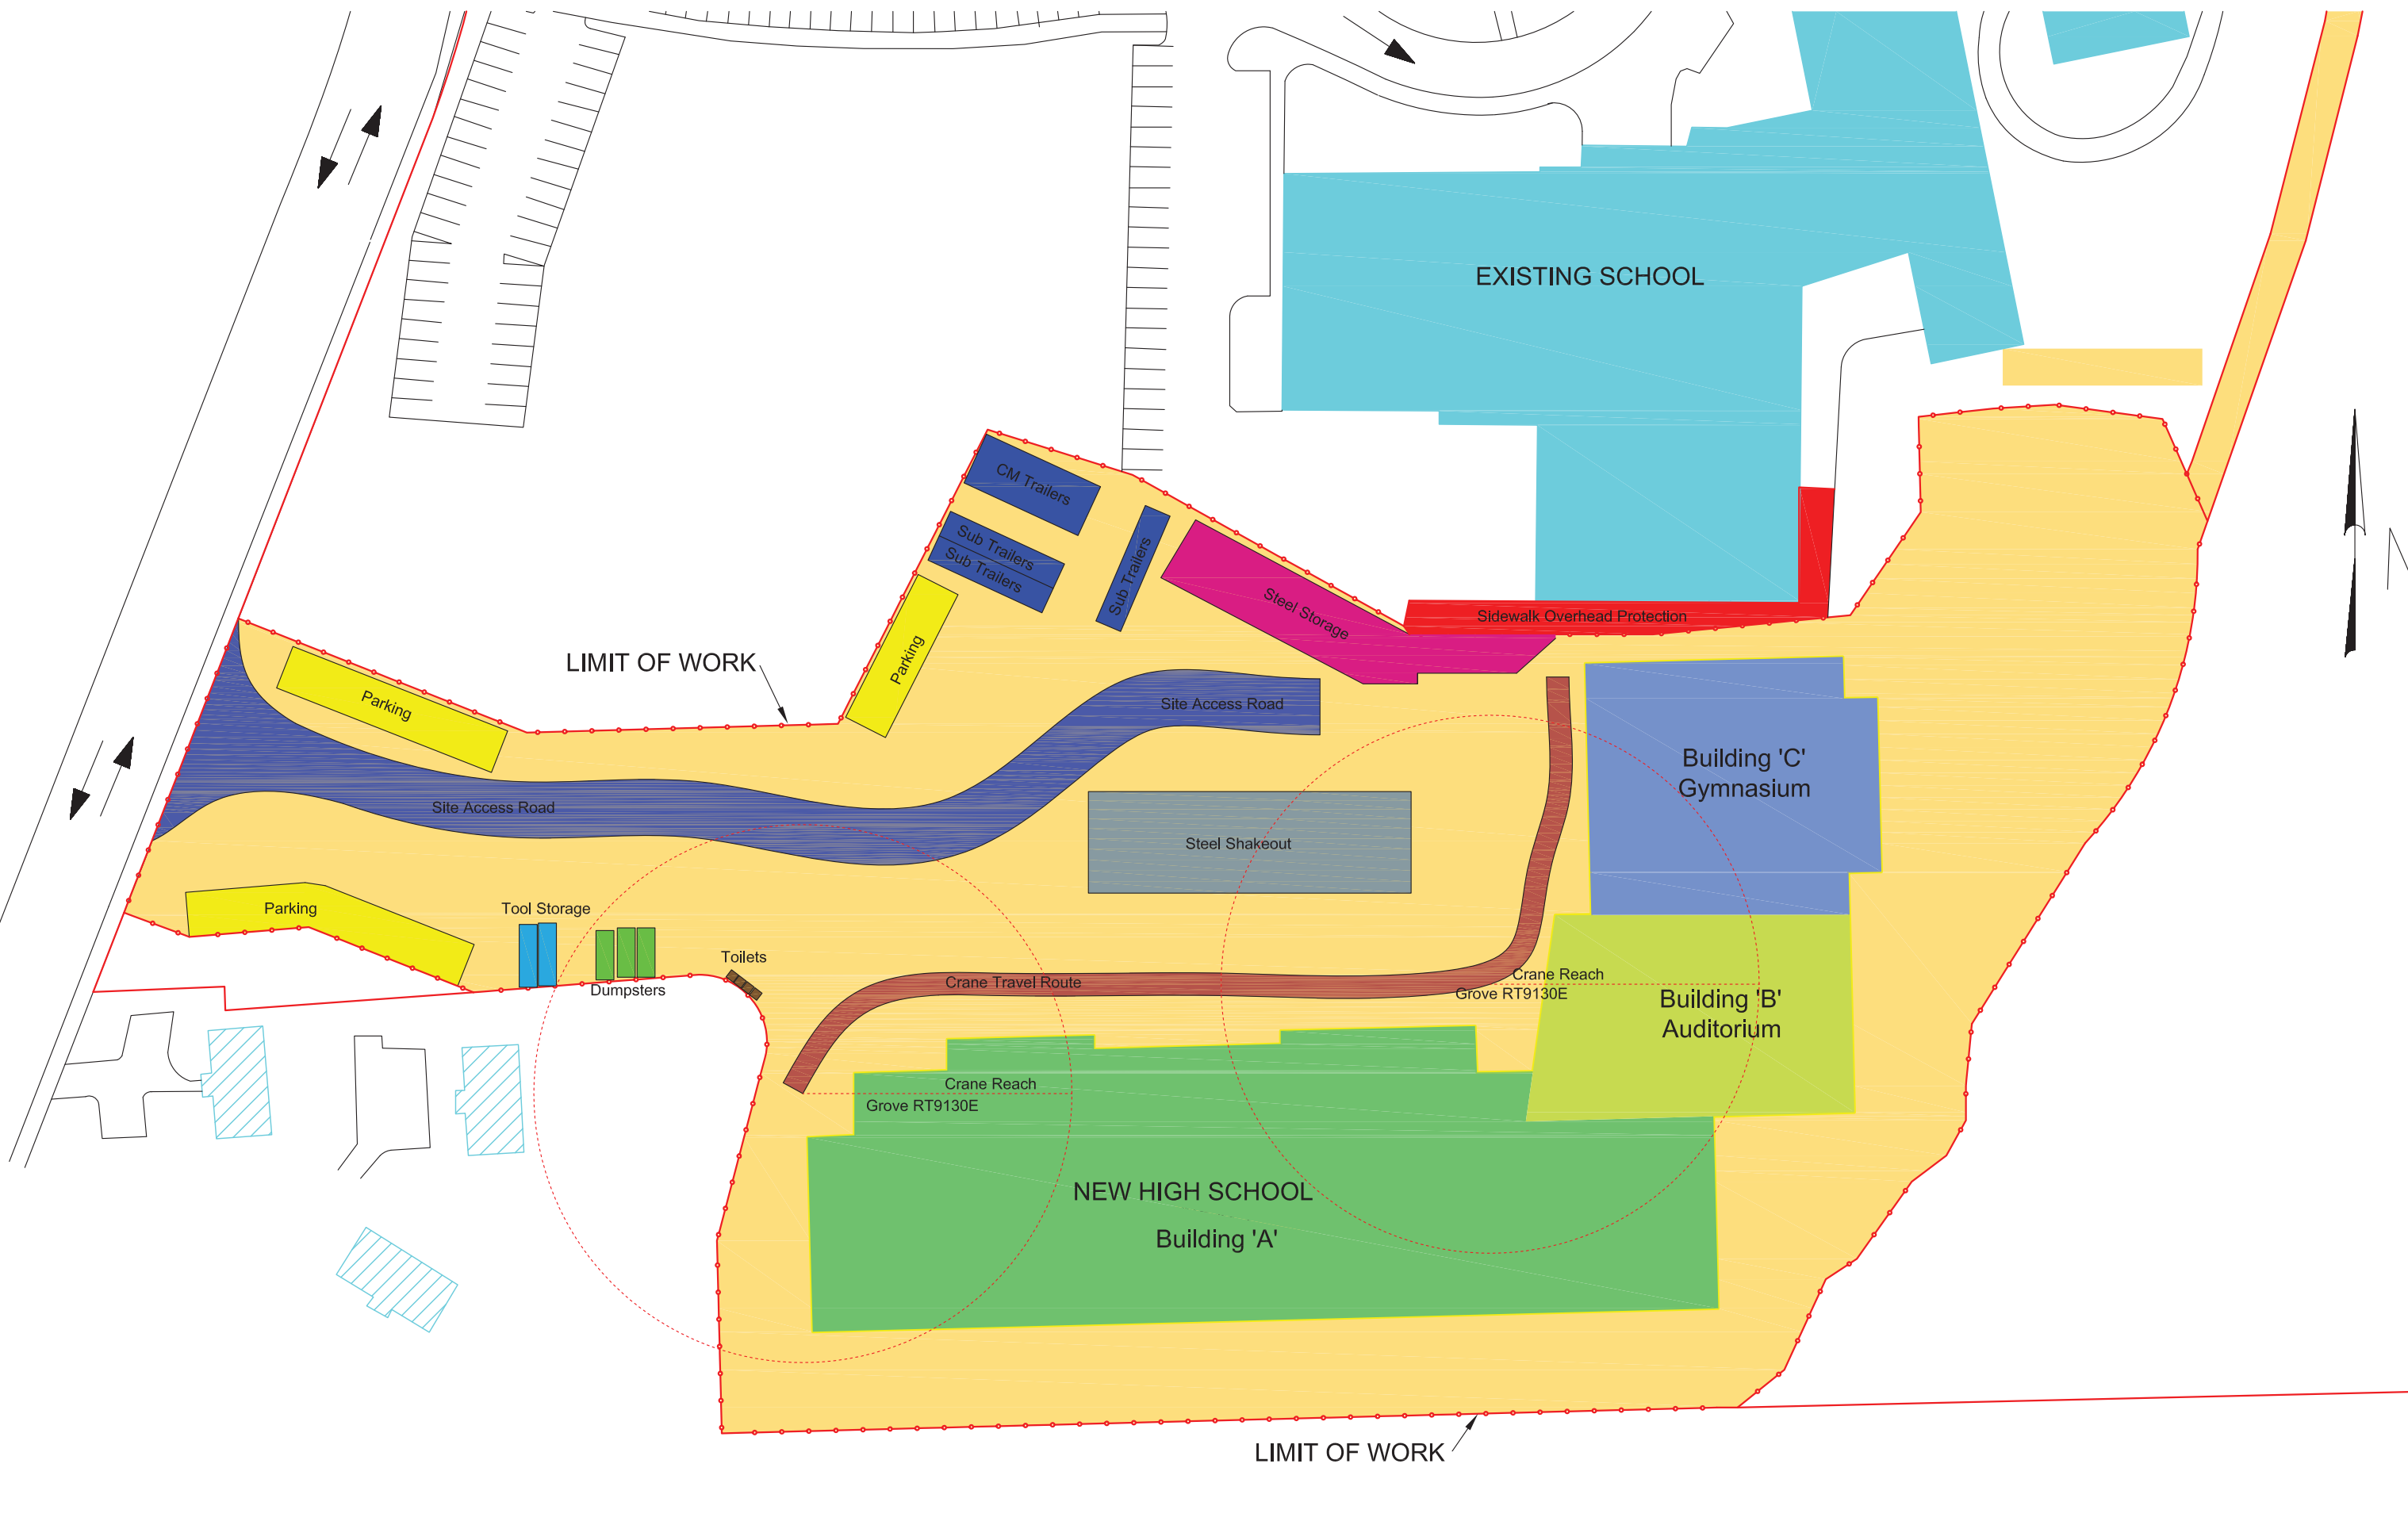 EXISTING SCHOOL
CM Trailers
Sub Trailers
Sub Trailers
Sub Trailers
Steel Storage
Sidewalk Overhead Protection
LIMIT OF WORK
Parking
Parking
Site Access Road
Site Access Road
Building 'C'
Gymnasium
Steel Shakeout
Parking
Tool Storage
Toilets
Dumpsters
Crane Travel Route
Crane Reach
Grove RT9130E
Building 'B'
Auditorium
Crane Reach
Grove RT9130E
NEW HIGH SCHOOL
Building 'A'
LIMIT OF WORK